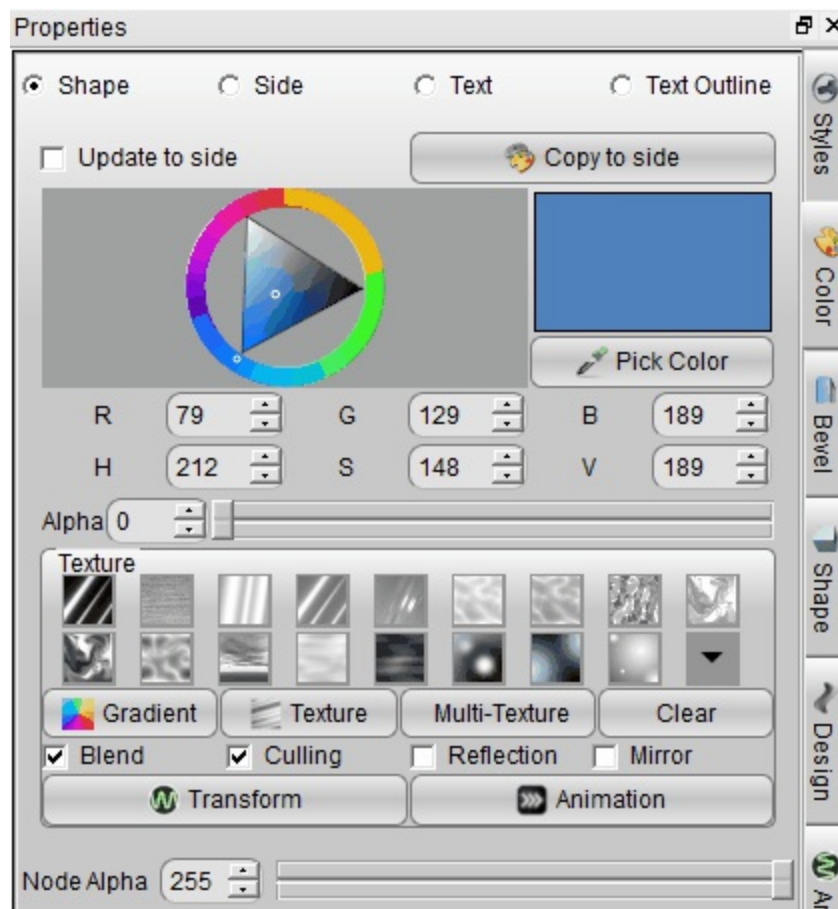 Properties
Shape Side Text Text Outline
Update to side Copy to side
Pick Color
R 79 G 129 B 189
H 212 S 148 V 189
Alpha 0
Texture
Gradient Texture Multi-Texture Clear
Blend Culling Reflection Mirror
Transform Animation
Node Alpha 255
Styles
Color
Bevel
Shape
Design